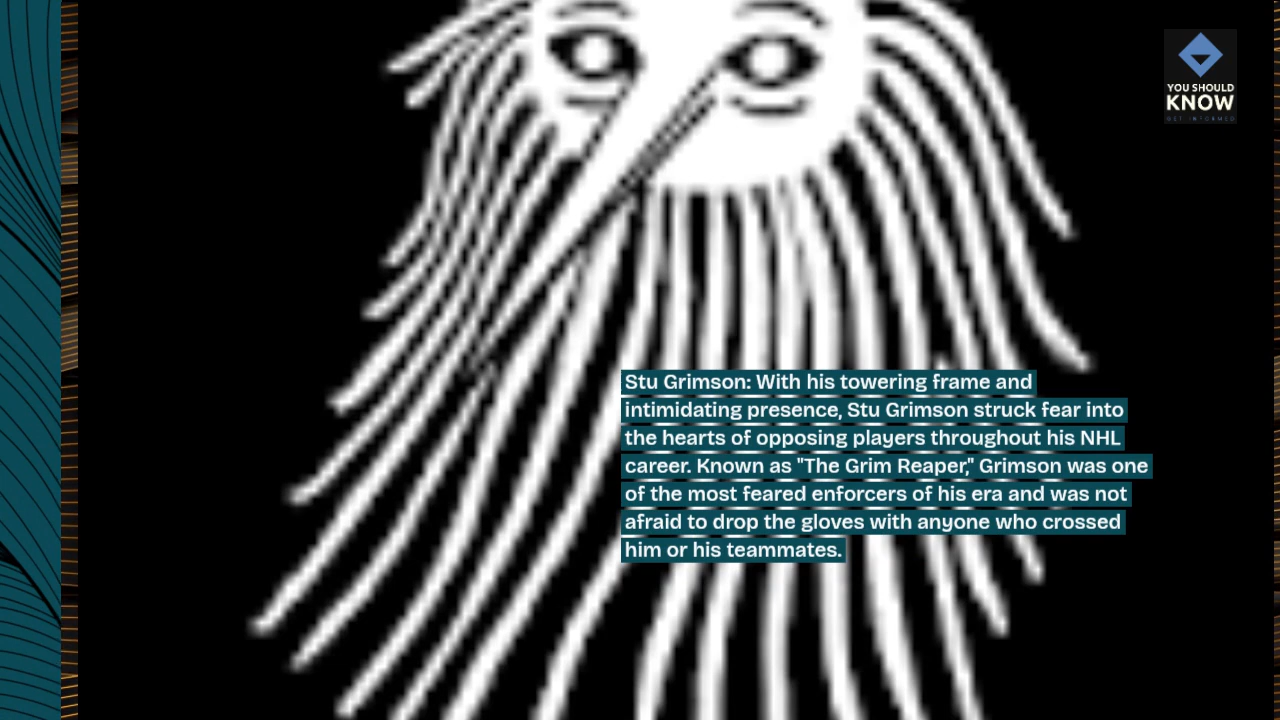 YOU SHOULD
KNOW
GET INFORMED
Stu Grimson: With his towering frame and
intimidating presence, Stu Grimson struck fear into
the hearts of opposing players throughout his NHL
career. Known as "The Grim Reaper," Grimson was one
of the most feared enforcers of his era and was not
afraid to drop the gloves with anyone who crossed
him or his teammates.